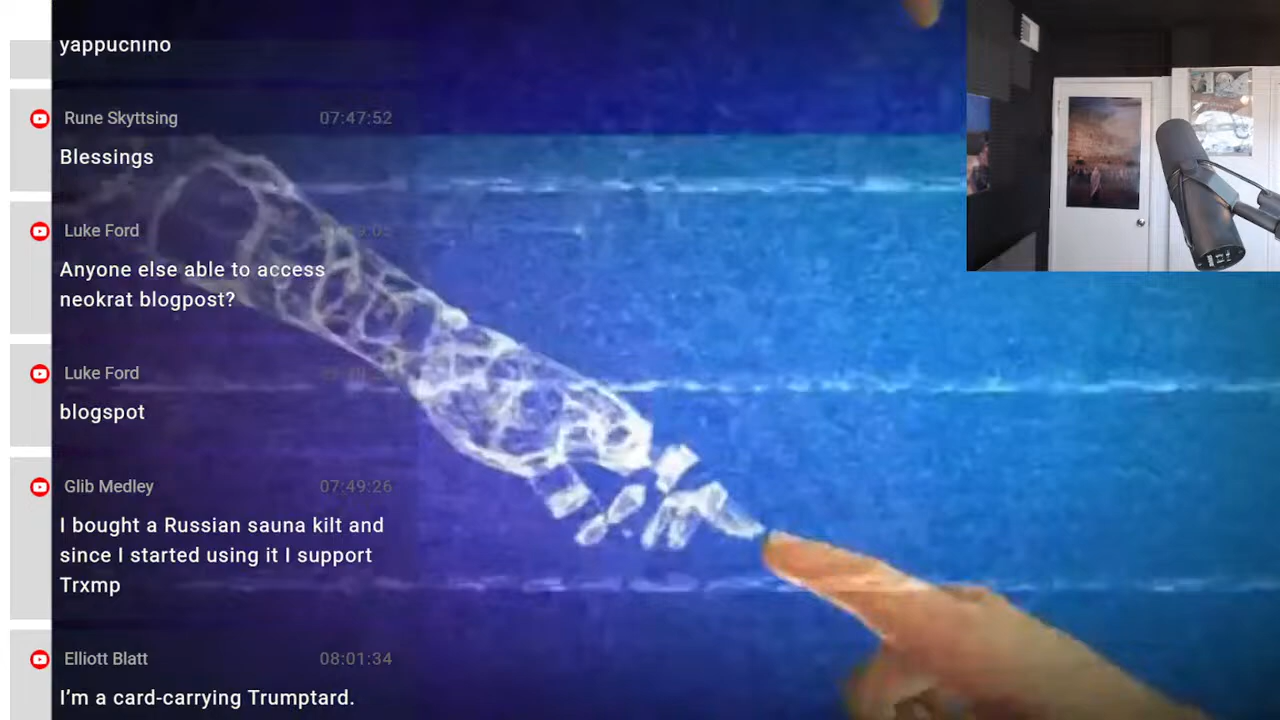 yappuchino
Rune Skyttsing 07:47:52
Blessings
Luke Ford
Anyone else able to access
neokrat blogpost?
Luke Ford
blogspot
Glib Medley 07:49:26
I bought a Russian sauna kilt and
since I started using it I support
Trxmp
Elliott Blatt 08:01:34
I'm a card-carrying Trumptard.